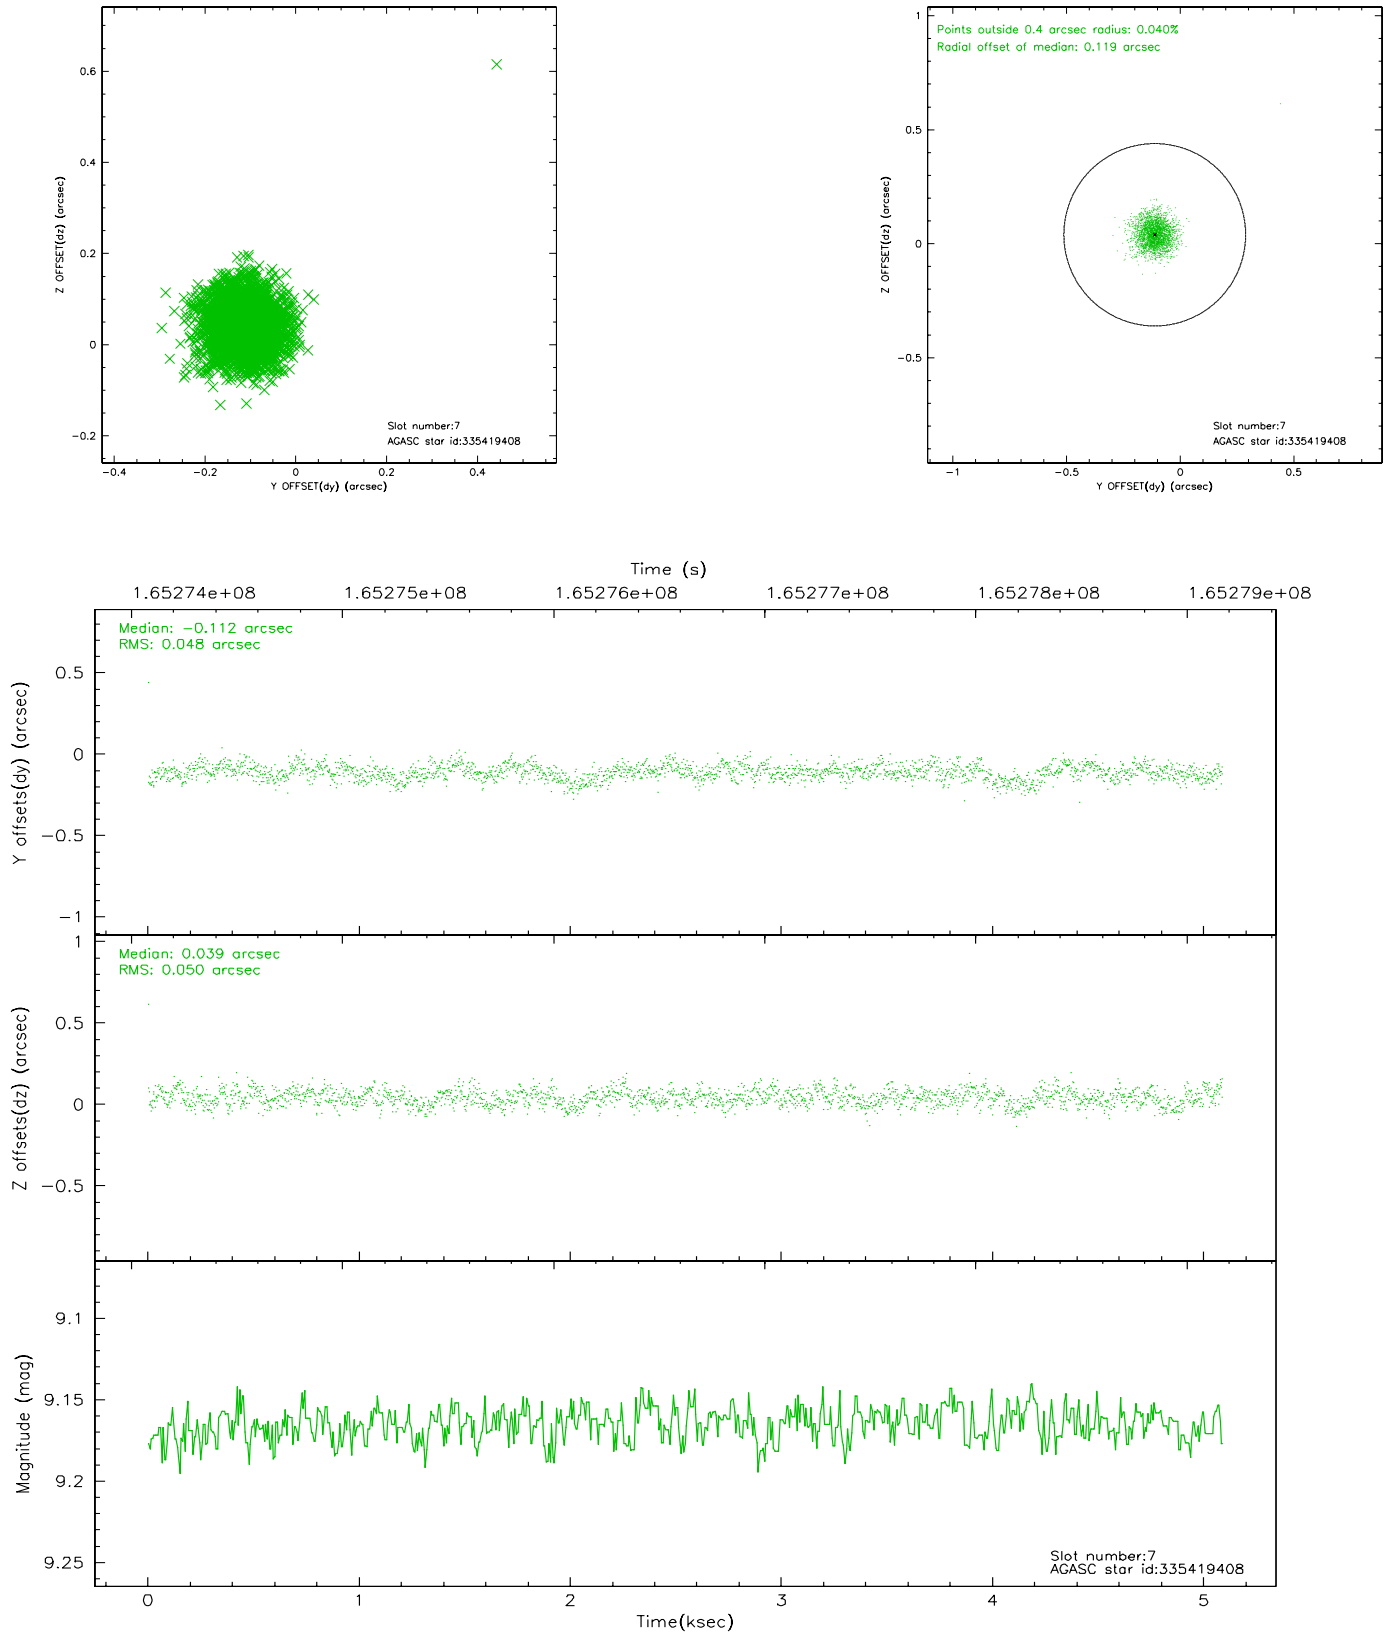 0.6
0.4
0.2
0
−0.2
Z OFFSET(dz) (arcsec)
Slot number:7
AGASC star id:335419408
−0.4 −0.2 0 0.2 0.4
Y OFFSET(dy) (arcsec)
1
0.5
0
−0.5
Z OFFSET(dz) (arcsec)
Points outside 0.4 arcsec radius: 0.040%
Radial offset of median: 0.119 arcsec
Slot number:7
AGASC star id:335419408
−1 −0.5 0 0.5
Y OFFSET(dy) (arcsec)
Time (s)
1.65274e+08 1.65275e+08 1.65276e+08 1.65277e+08 1.65278e+08 1.65279e+08
Median: −0.112 arcsec
RMS: 0.048 arcsec
0.5
0
−0.5
−1
Y offsets(dy) (arcsec)
Median: 0.039 arcsec
RMS: 0.050 arcsec
1
0.5
0
−0.5
Z offsets(dz) (arcsec)
9.1
9.15
9.2
9.25
Magnitude (mag)
Slot number:7
AGASC star id:335419408
0 1 2 3 4 5
Time(ksec)